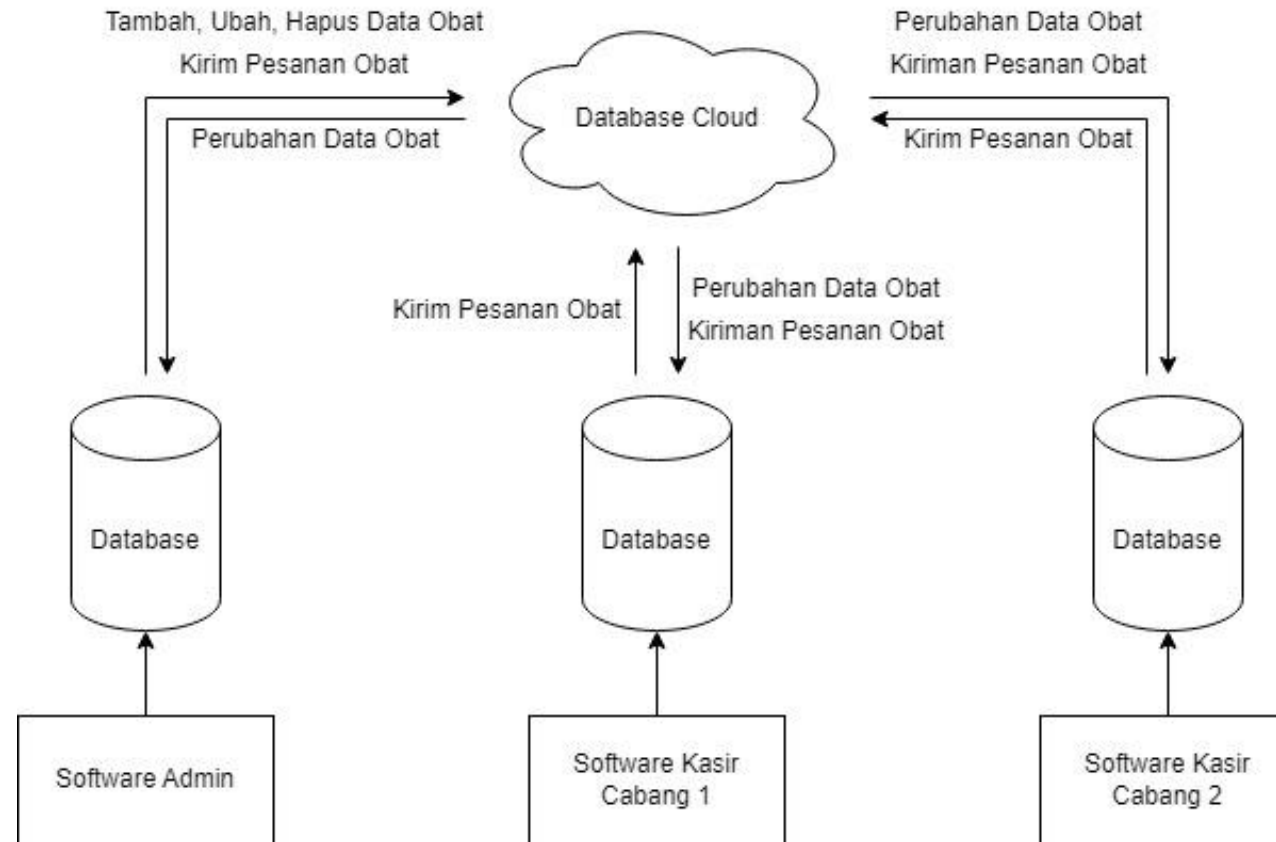 Tambah, Ubah, Hapus Data Obat
Kirim Pesanan Obat
Perubahan Data Obat
Database Cloud
Perubahan Data Obat
Kiriman Pesanan Obat
Kirim Pesanan Obat
Kirim Pesanan Obat
Perubahan Data Obat
Kiriman Pesanan Obat
Database
Database
Database
Software Admin
Software Kasir
Cabang 1
Software Kasir
Cabang 2